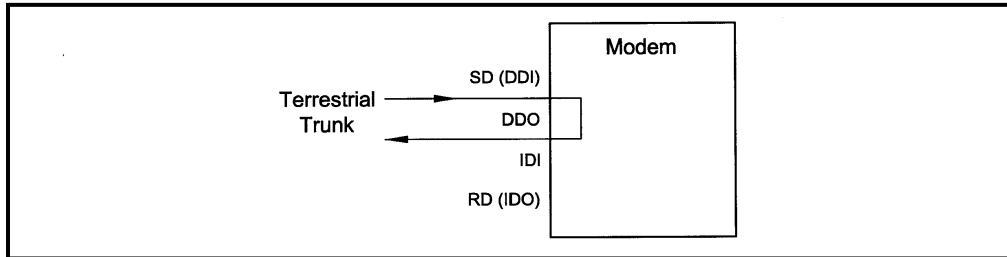 Modem
SD (DDI)
Terrestrial
Trunk
DDO
IDI
RD (IDO)